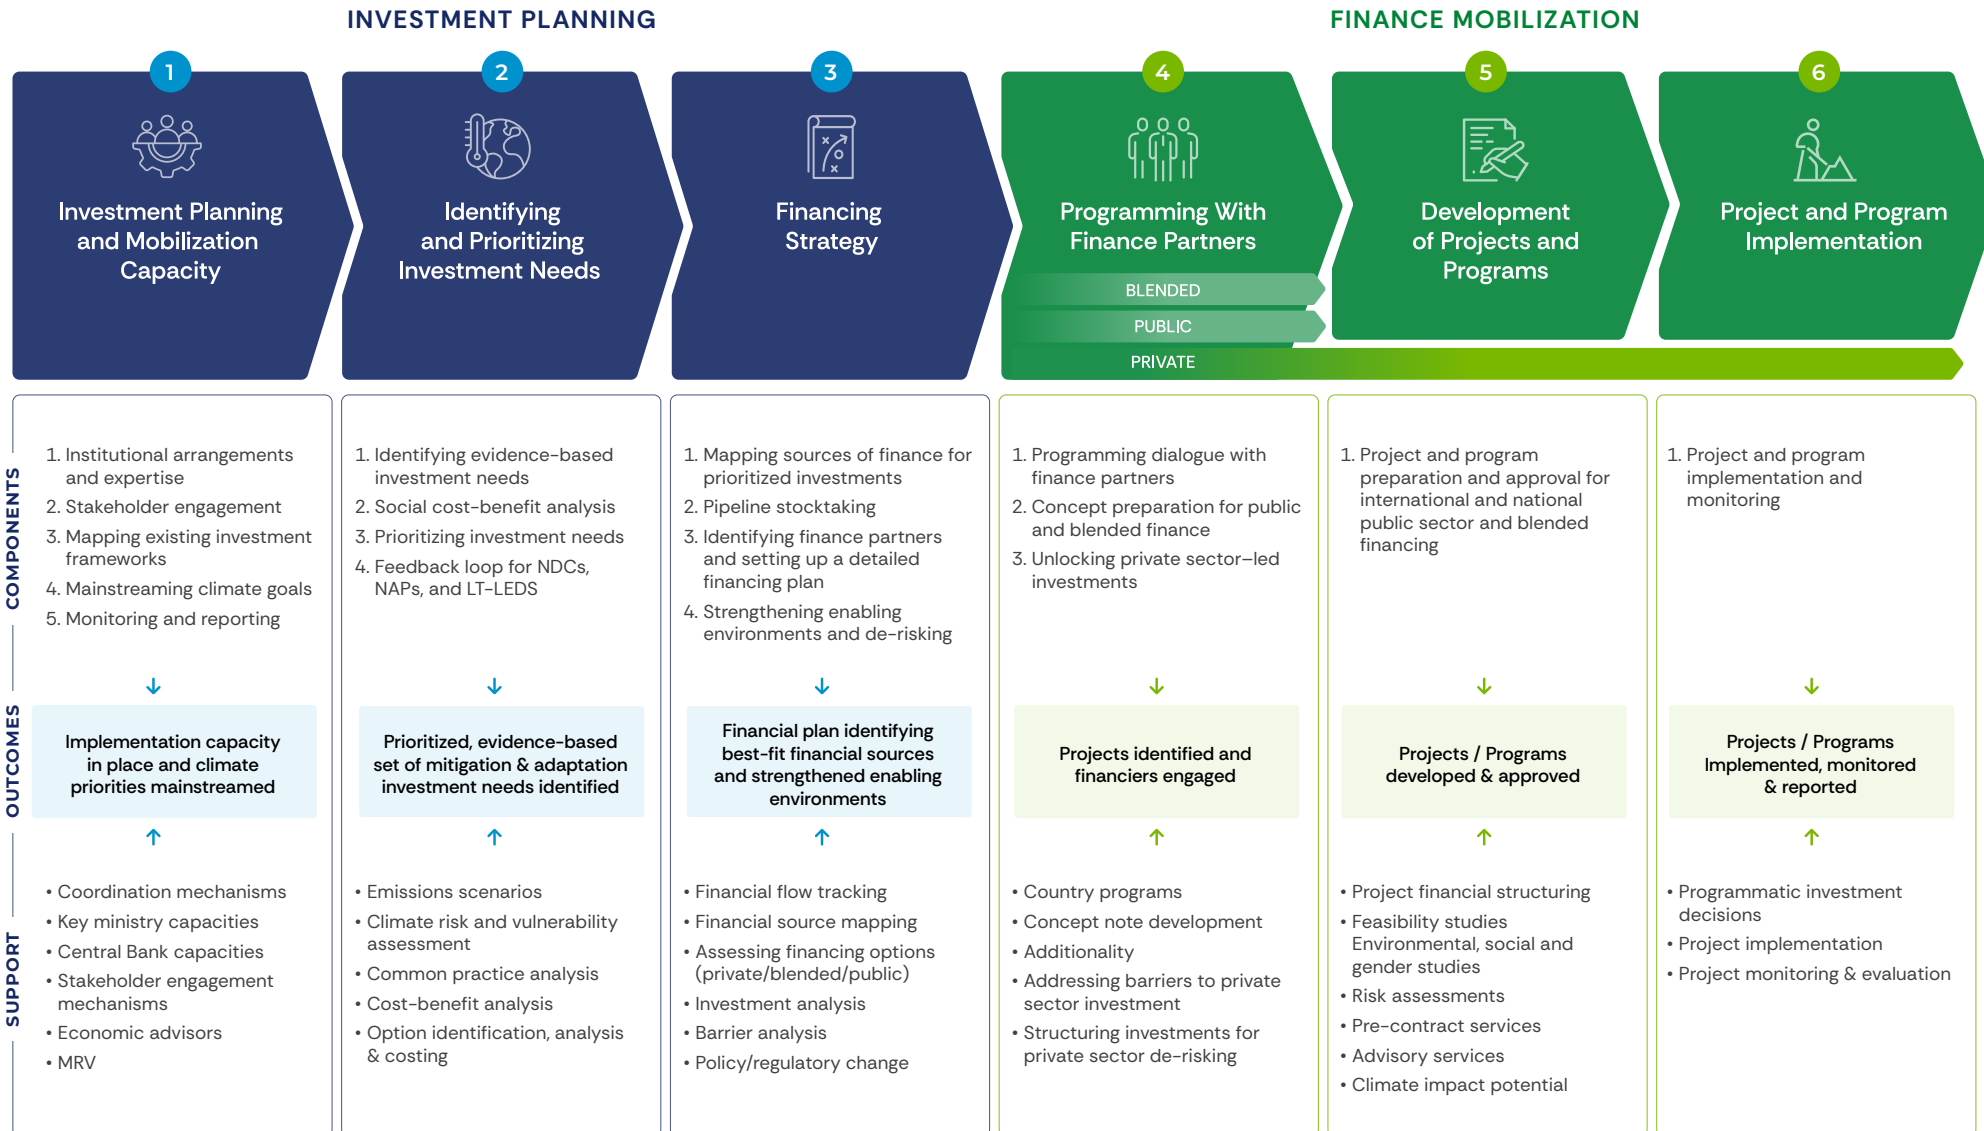 INVESTMENT PLANNING
FINANCE MOBILIZATION
1
Investment Planning
and Mobilization
Capacity
2
Identifying
and Prioritizing
Investment Needs
3
Financing
Strategy
4
Programming With
Finance Partners
BLENDED
PUBLIC
PRIVATE
5
Development
of Projects and
Programs
6
Project and Program
Implementation
COMPONENTS
1. Institutional arrangements
and expertise
2. Stakeholder engagement
3. Mapping existing investment
frameworks
4. Mainstreaming climate goals
5. Monitoring and reporting
1. Identifying evidence-based
investment needs
2. Social cost-benefit analysis
3. Prioritizing investment needs
4. Feedback loop for NDCs,
NAPs, and LT-LEDS
1. Mapping sources of finance for
prioritized investments
2. Pipeline stocktaking
3. Identifying finance partners
and setting up a detailed
financing plan
4. Strengthening enabling
environments and de-risking
1. Programming dialogue with
finance partners
2. Concept preparation for public
and blended finance
3. Unlocking private sector–led
investments
1. Project and program
preparation and approval for
international and national
public sector and blended
financing
1. Project and program
implementation and
monitoring
OUTCOMES
Implementation capacity
in place and climate
priorities mainstreamed
Prioritized, evidence-based
set of mitigation & adaptation
investment needs identified
Financial plan identifying
best-fit financial sources
and strengthened enabling
environments
Projects identified and
financiers engaged
Projects / Programs
developed & approved
Projects / Programs
Implemented, monitored
& reported
SUPPORT
• Coordination mechanisms
• Key ministry capacities
• Central Bank capacities
• Stakeholder engagement
mechanisms
• Economic advisors
• MRV
• Emissions scenarios
• Climate risk and vulnerability
assessment
• Common practice analysis
• Cost-benefit analysis
• Option identification, analysis
& costing
• Financial flow tracking
• Financial source mapping
• Assessing financing options
(private/blended/public)
• Investment analysis
• Barrier analysis
• Policy/regulatory change
• Country programs
• Concept note development
• Additionality
• Addressing barriers to private
sector investment
• Structuring investments for
private sector de-risking
• Project financial structuring
• Feasibility studies
Environmental, social and
gender studies
• Risk assessments
• Pre-contract services
• Advisory services
• Climate impact potential
• Programmatic investment
decisions
• Project implementation
• Project monitoring & evaluation